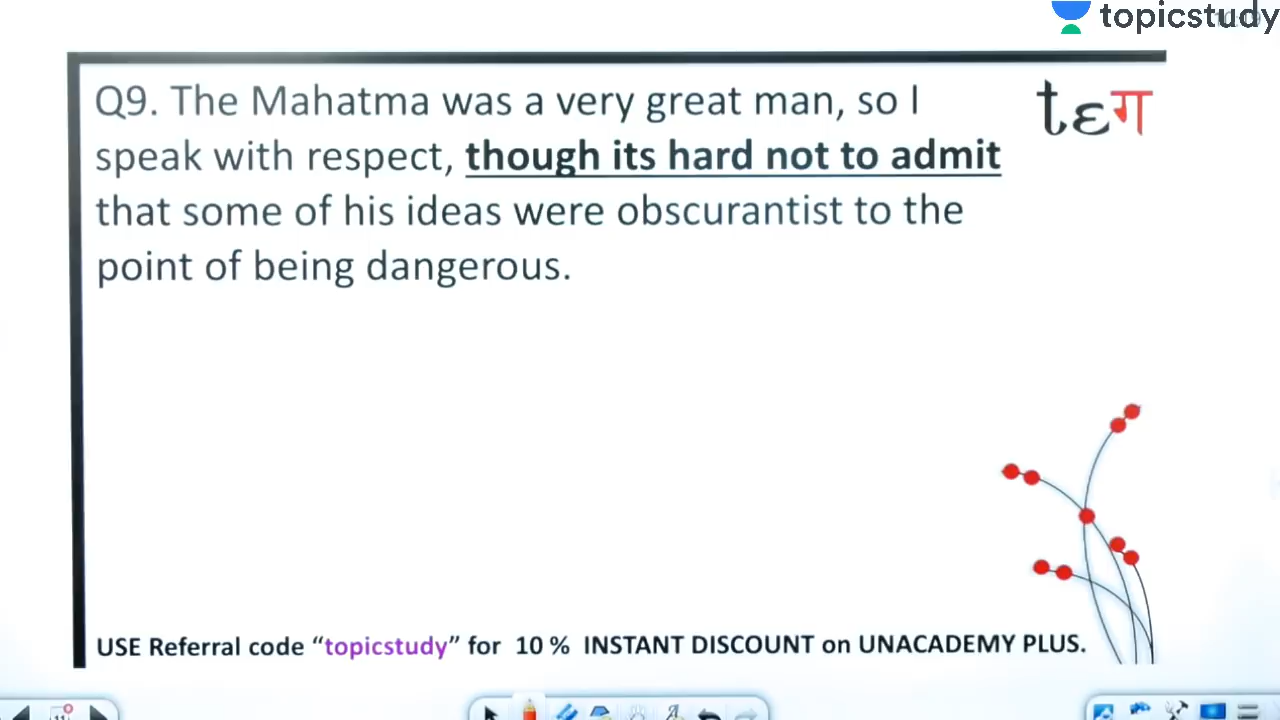 topicstudy
Q9. The Mahatma was a very great man, so I
tεग
speak with respect, though its hard not to admit
that some of his ideas were obscurantist to the
point of being dangerous.
USE Referral code “topicstudy” for 10 % INSTANT DISCOUNT on UNACADEMY PLUS.
11